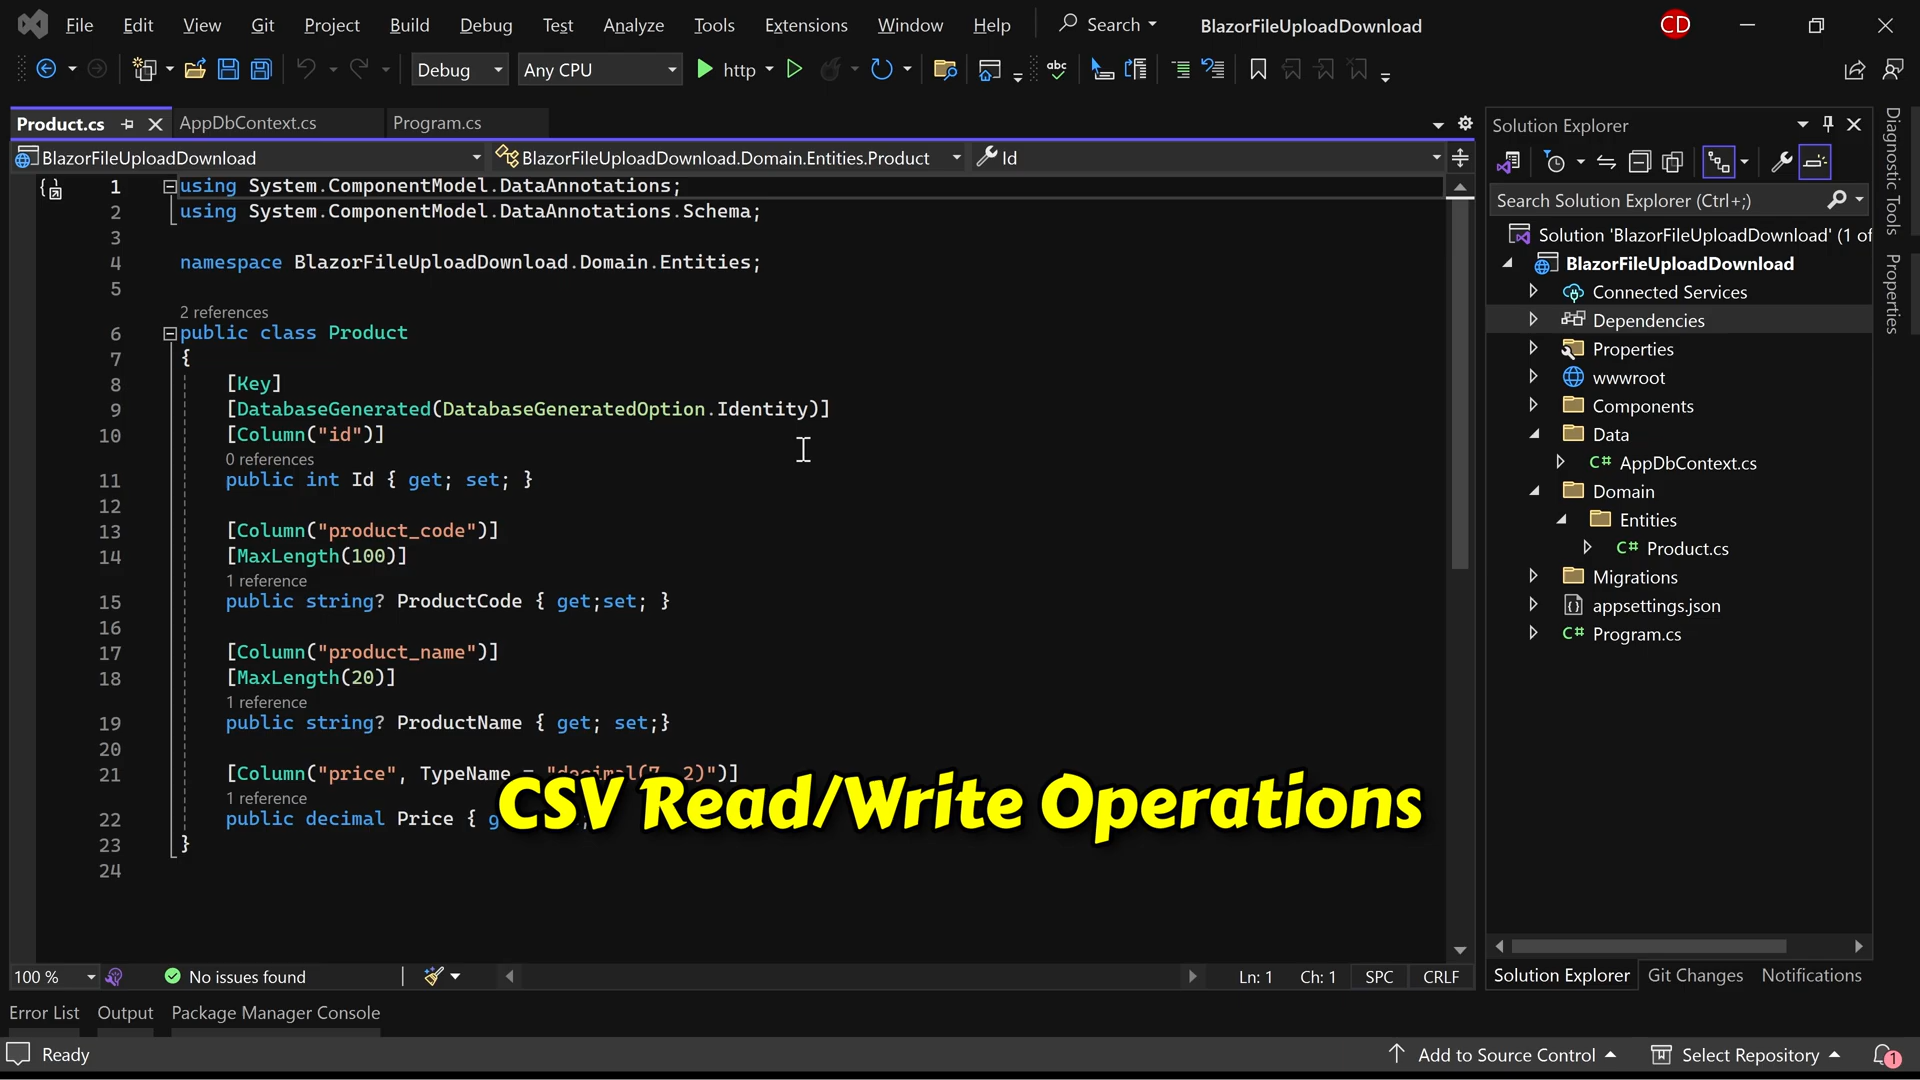 File Edit View Git Project Build Debug Test Analyze Tools Extensions Window Help Search BlazorFileUploadDownload CD
Debug Any CPU http abc
Product.cs AppDbContext.cs Program.cs
BlazorFileUploadDownload BlazorFileUploadDownload.Domain.Entities.Product Id
1 using System.ComponentModel.DataAnnotations;
2 using System.ComponentModel.DataAnnotations.Schema;
3
4 namespace BlazorFileUploadDownload.Domain.Entities;
5
2 references
6 public class Product
7 {
8 [Key]
9 [DatabaseGenerated(DatabaseGeneratedOption.Identity)]
10 [Column("id")]
0 references
11 public int Id { get; set; }
12
13 [Column("product_code")]
14 [MaxLength(100)]
1 reference
15 public string? ProductCode { get;set; }
16
17 [Column("product_name")]
18 [MaxLength(20)]
1 reference
19 public string? ProductName { get; set;}
20
21 [Column("price", TypeName = "decimal(7, 2)")]
1 reference
22 public decimal Price {
23 }
24
CSV Read/Write Operations
100 % No issues found Ln: 1 Ch: 1 SPC CRLF
Solution Explorer
Search Solution Explorer (Ctrl+;)
Solution 'BlazorFileUploadDownload' (1 of
BlazorFileUploadDownload
Connected Services
Dependencies
Properties
wwwroot
Components
Data
C# AppDbContext.cs
Domain
Entities
C# Product.cs
Migrations
appsettings.json
C# Program.cs
Solution Explorer Git Changes Notifications
Diagnostic Tools
Properties
Error List Output Package Manager Console
Ready Add to Source Control Select Repository 1